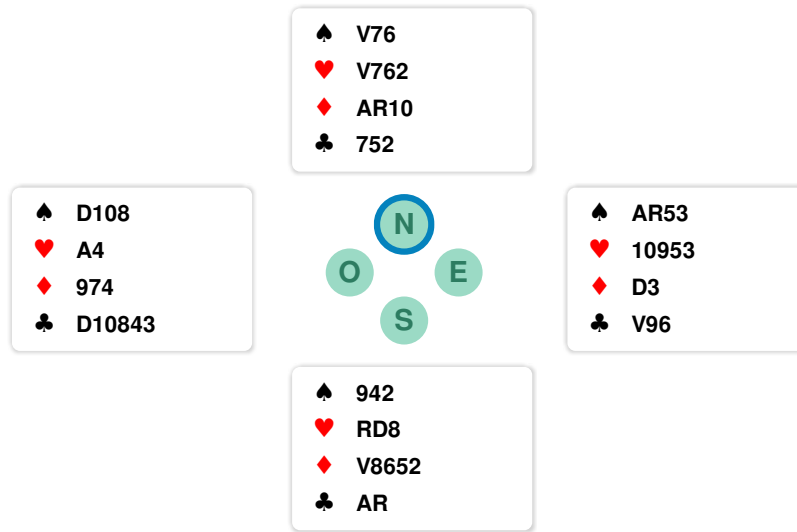 ♠ V76
♥ V762
♦ AR10
♣ 752
♠ D108
♥ A4
♦ 974
♣ D10843
N
O E
S
♠ AR53
♥ 10953
♦ D3
♣ V96
♠ 942
♥ RD8
♦ V8652
♣ AR